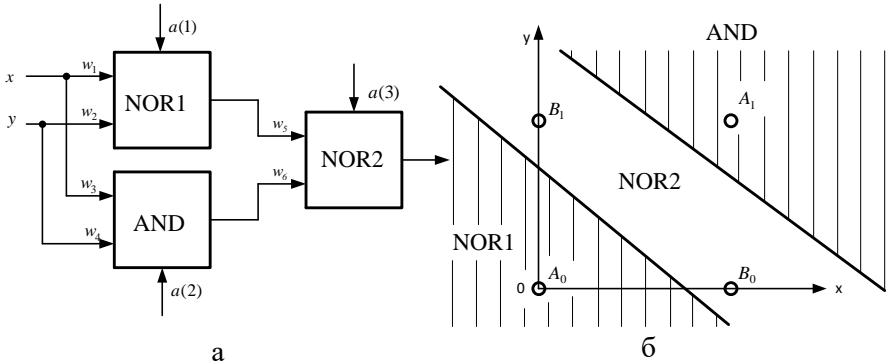 a(1)
x
w₁
NOR1
w₂
y
a(3)
w₅
NOR2
w₆
w₃
AND
w₄
a(2)
а
y
AND
B₁
A₁
NOR2
NOR1
A₀
B₀
0
x
б